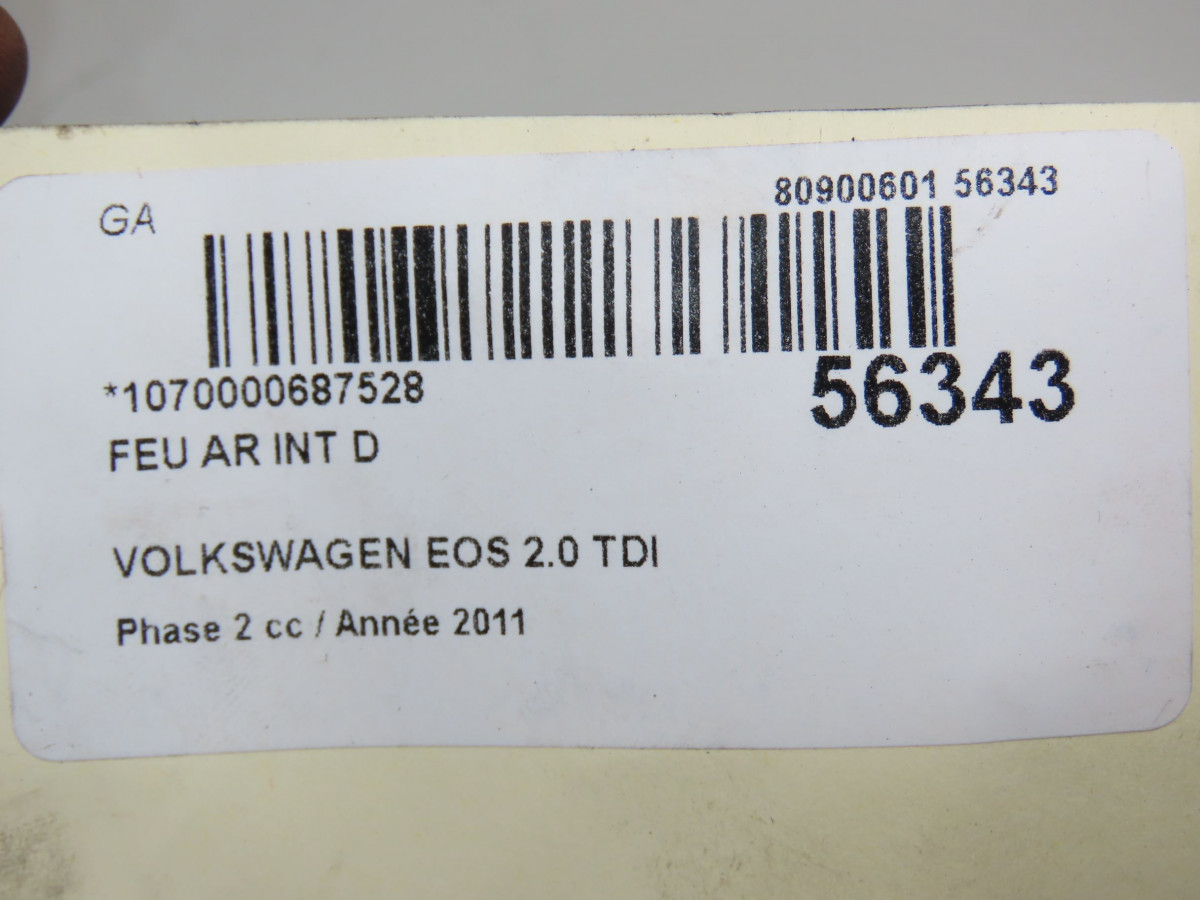 GA
80900601 56343
*1070000687528
56343
FEU AR INT D
VOLKSWAGEN EOS 2.0 TDI
Phase 2 cc / Année 2011